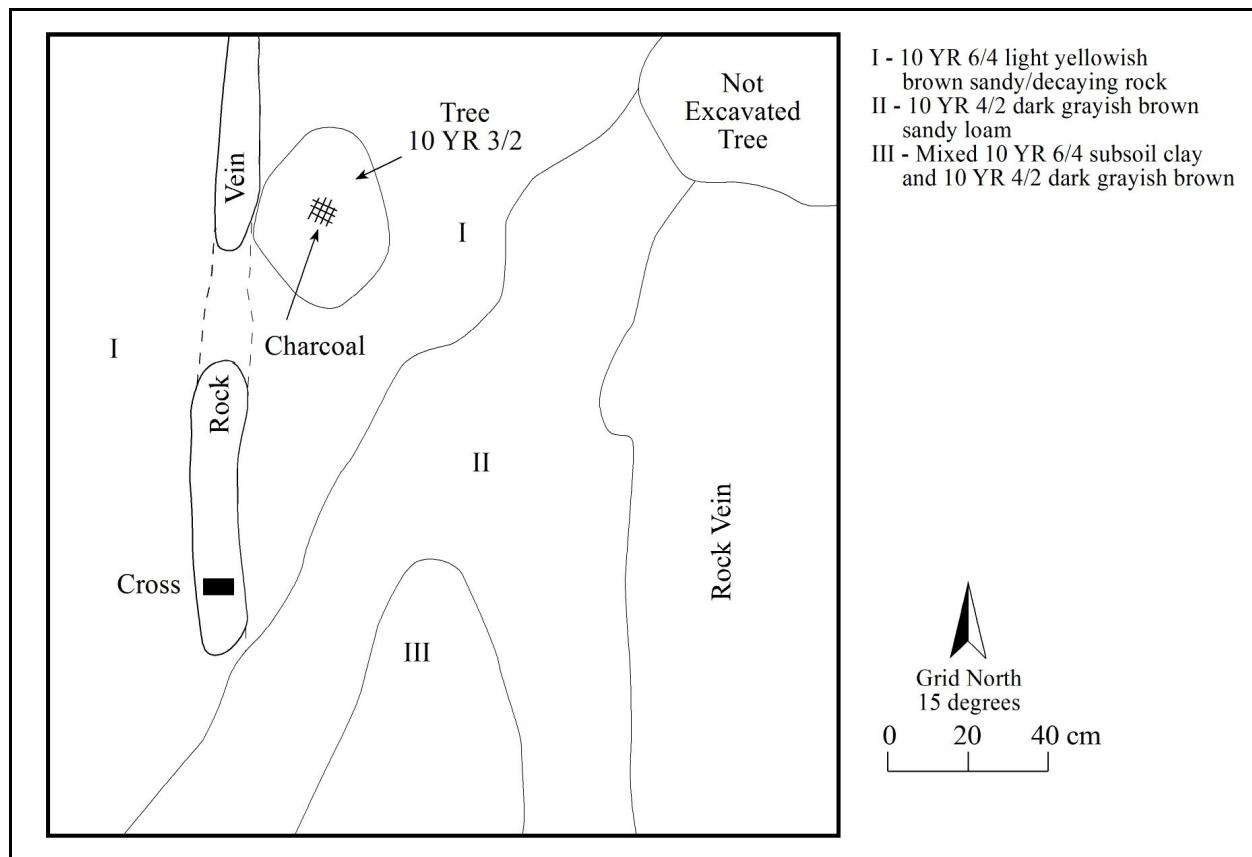 I - 10 YR 6/4 light yellowish
brown sandy/decaying rock
II - 10 YR 4/2 dark grayish brown
sandy loam
III - Mixed 10 YR 6/4 subsoil clay
and 10 YR 4/2 dark grayish brown
Not
Excavated
Tree
Tree
10 YR 3/2
Vein
I
Charcoal
I
Rock
II
Rock Vein
Cross
III
Grid North
15 degrees
0 20 40 cm